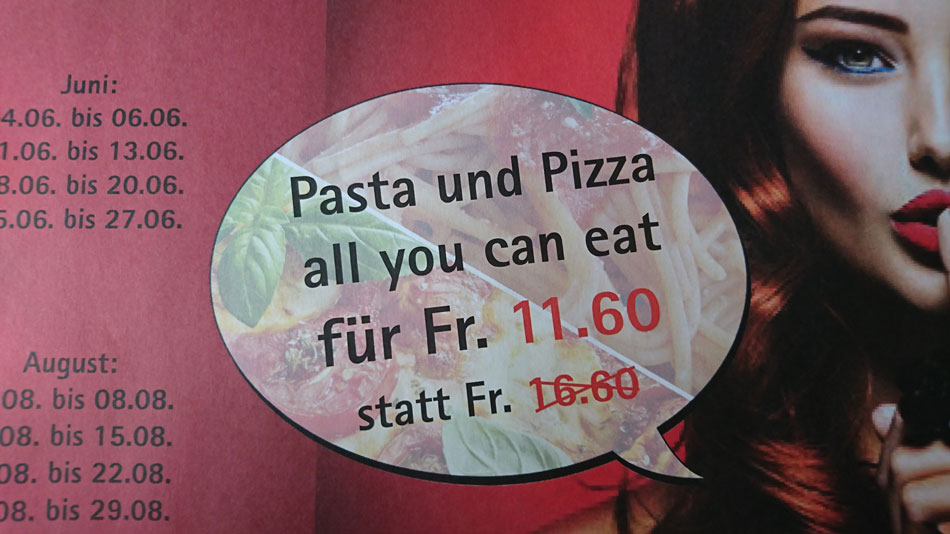 Juni:
4.06. bis 06.06.
1.06. bis 13.06.
8.06. bis 20.06.
5.06. bis 27.06.
August:
08. bis 08.08.
08. bis 15.08.
08. bis 22.08.
08. bis 29.08.
Pasta und Pizza
all you can eat
für Fr. 11.60
statt Fr. 16.60